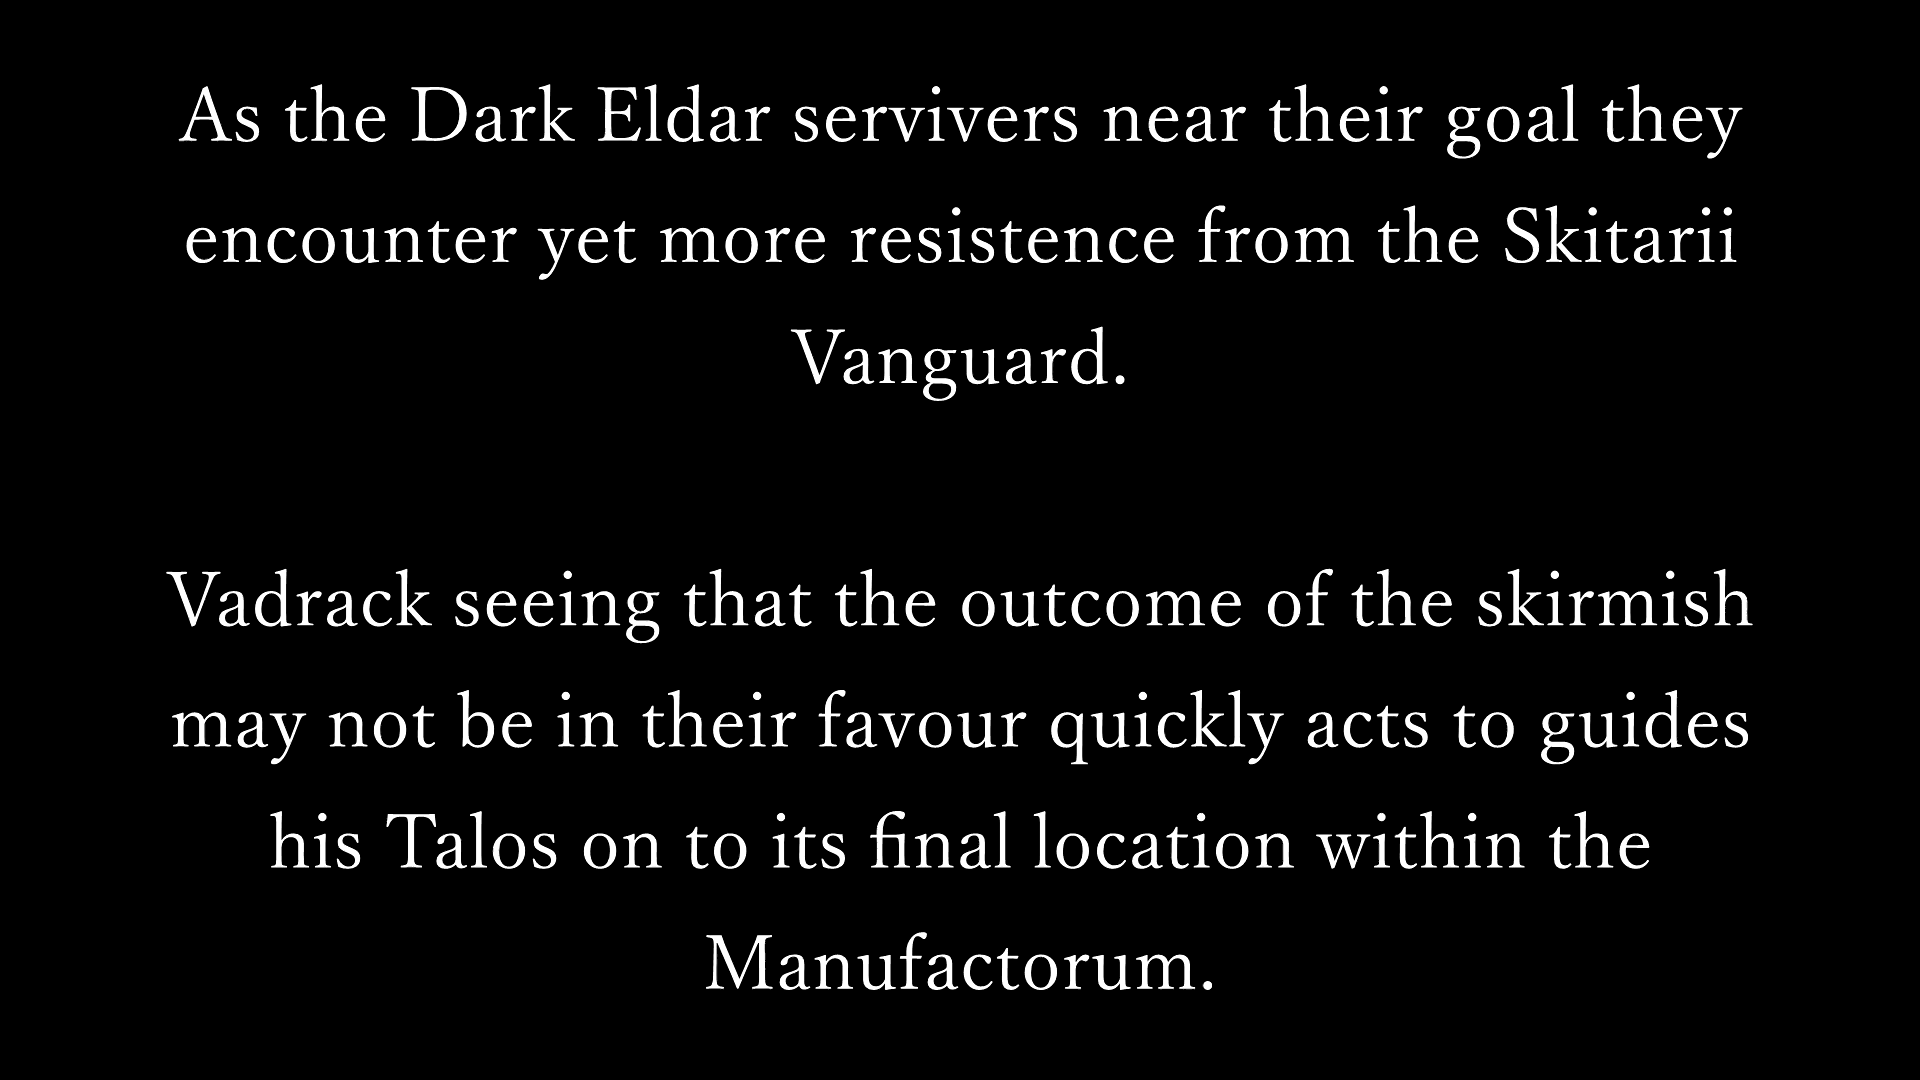 As the Dark Eldar servivers near their goal they
encounter yet more resistence from the Skitarii
Vanguard.
Vadrack seeing that the outcome of the skirmish
may not be in their favour quickly acts to guides
his Talos on to its final location within the
Manufactorum.